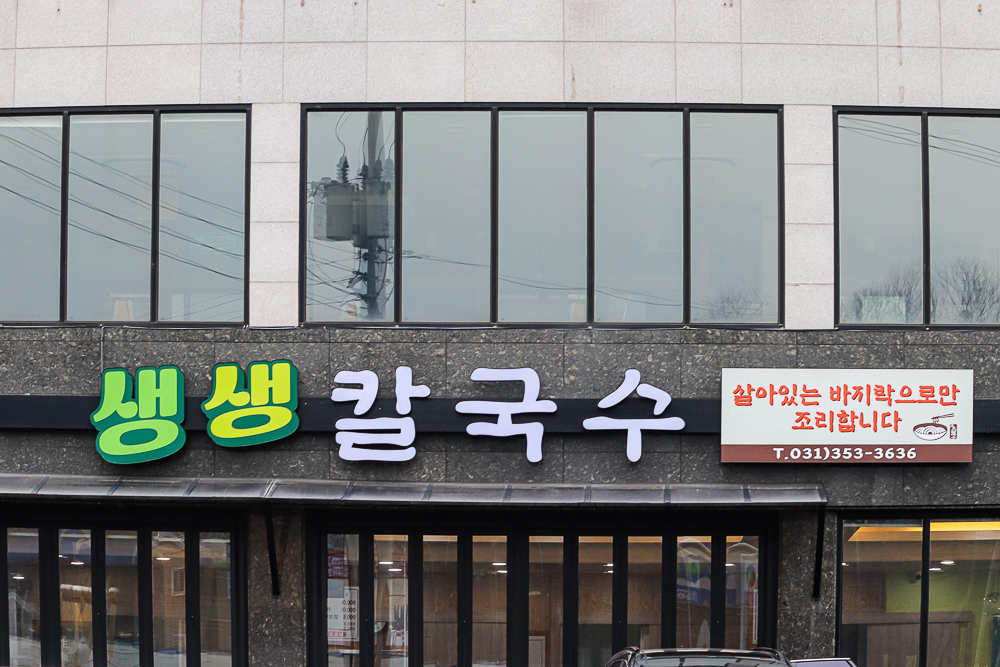 생생칼국수
살아있는 바지락으로만
조리합니다
T.031)353-3636